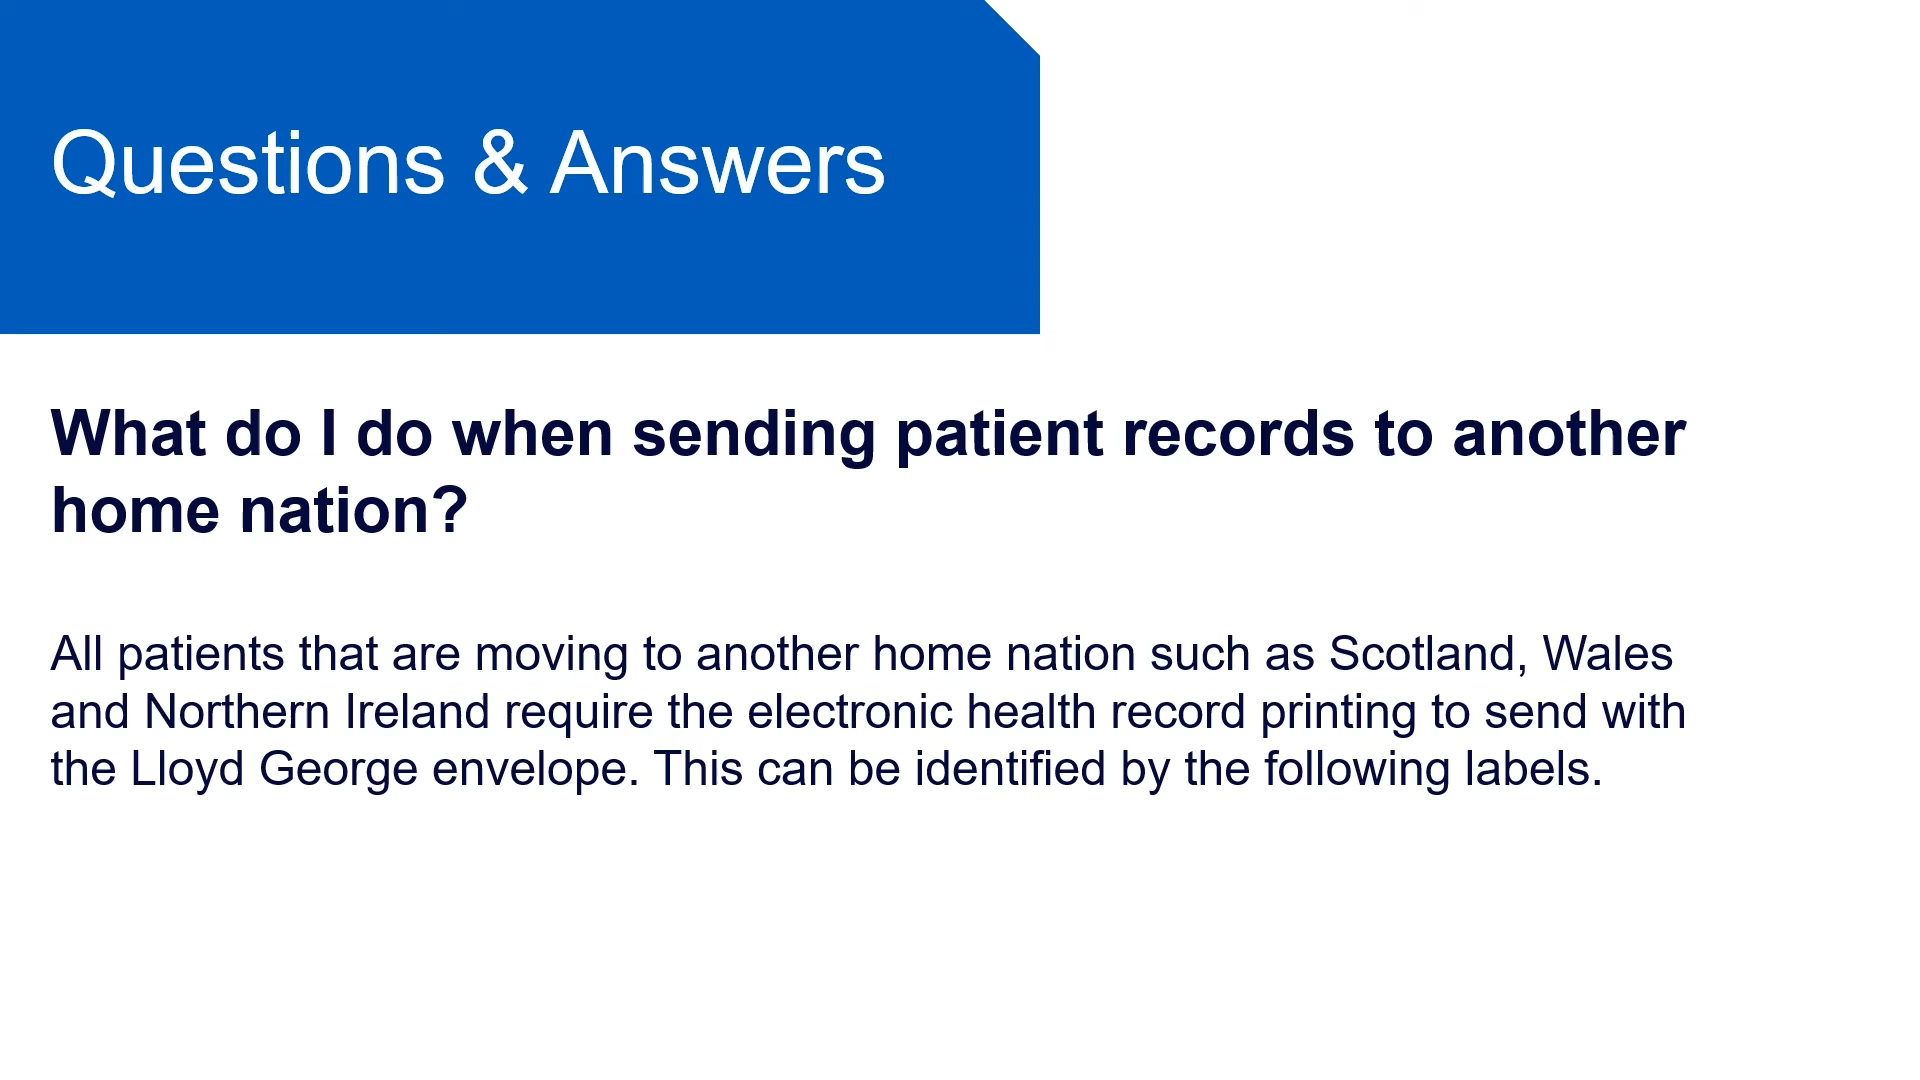 Questions & Answers
What do I do when sending patient records to another
home nation?
All patients that are moving to another home nation such as Scotland, Wales
and Northern Ireland require the electronic health record printing to send with
the Lloyd George envelope. This can be identified by the following labels.